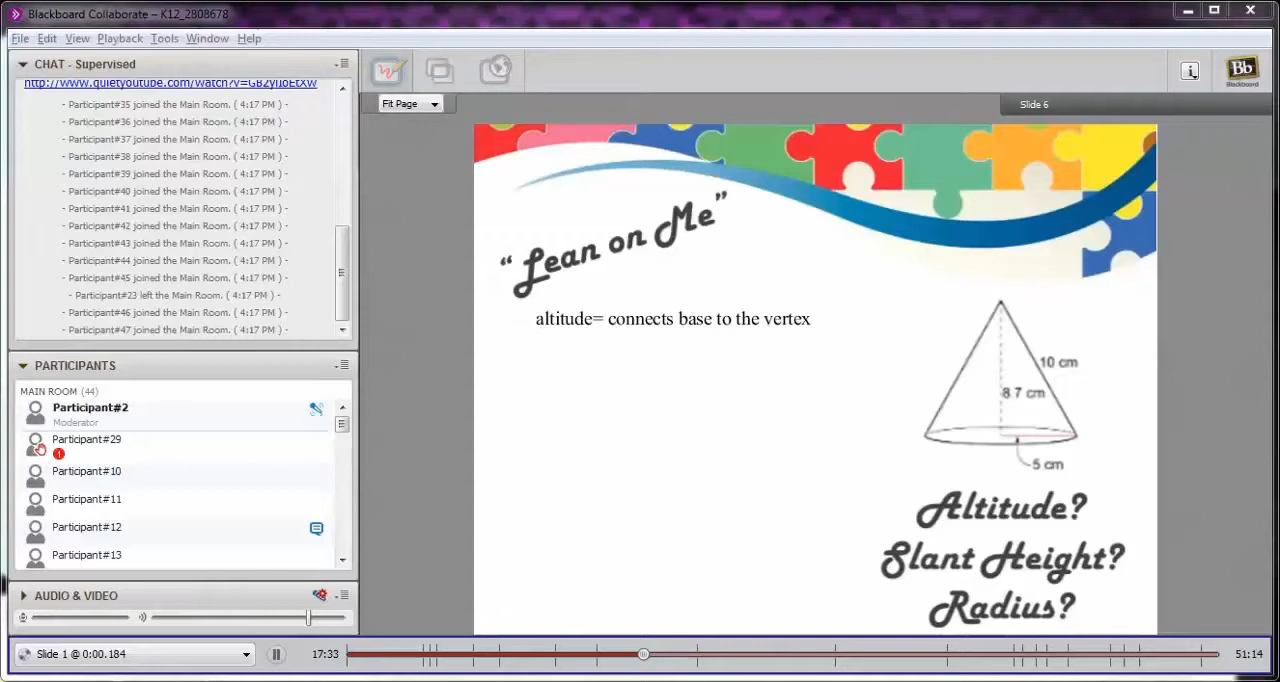 Blackboard Collaborate – K12_2808678
File Edit View Playback Tools Window Help
CHAT - Supervised
- Participant#35 joined the Main Room. ( 4:17 PM ) -
- Participant#36 joined the Main Room. ( 4:17 PM ) -
- Participant#37 joined the Main Room. ( 4:17 PM ) -
- Participant#38 joined the Main Room. ( 4:17 PM ) -
- Participant#39 joined the Main Room. ( 4:17 PM ) -
- Participant#40 joined the Main Room. ( 4:17 PM ) -
- Participant#41 joined the Main Room. ( 4:17 PM ) -
- Participant#42 joined the Main Room. ( 4:17 PM ) -
- Participant#43 joined the Main Room. ( 4:17 PM ) -
- Participant#44 joined the Main Room. ( 4:17 PM ) -
- Participant#45 joined the Main Room. ( 4:17 PM ) -
- Participant#23 left the Main Room. ( 4:17 PM ) -
- Participant#46 joined the Main Room. ( 4:17 PM ) -
- Participant#47 joined the Main Room. ( 4:17 PM ) -
PARTICIPANTS
MAIN ROOM (44)
Participant#2
Moderator
Participant#29
1
Participant#10
Participant#11
Participant#12
Participant#13
AUDIO & VIDEO
Slide 1 @ 0:00.184
17:33
51:14
Fit Page
Slide 6
i
Bb
Blackboard
“Lean on Me”
altitude= connects base to the vertex
10 cm
8.7 cm
5 cm
Altitude?
Slant Height?
Radius?